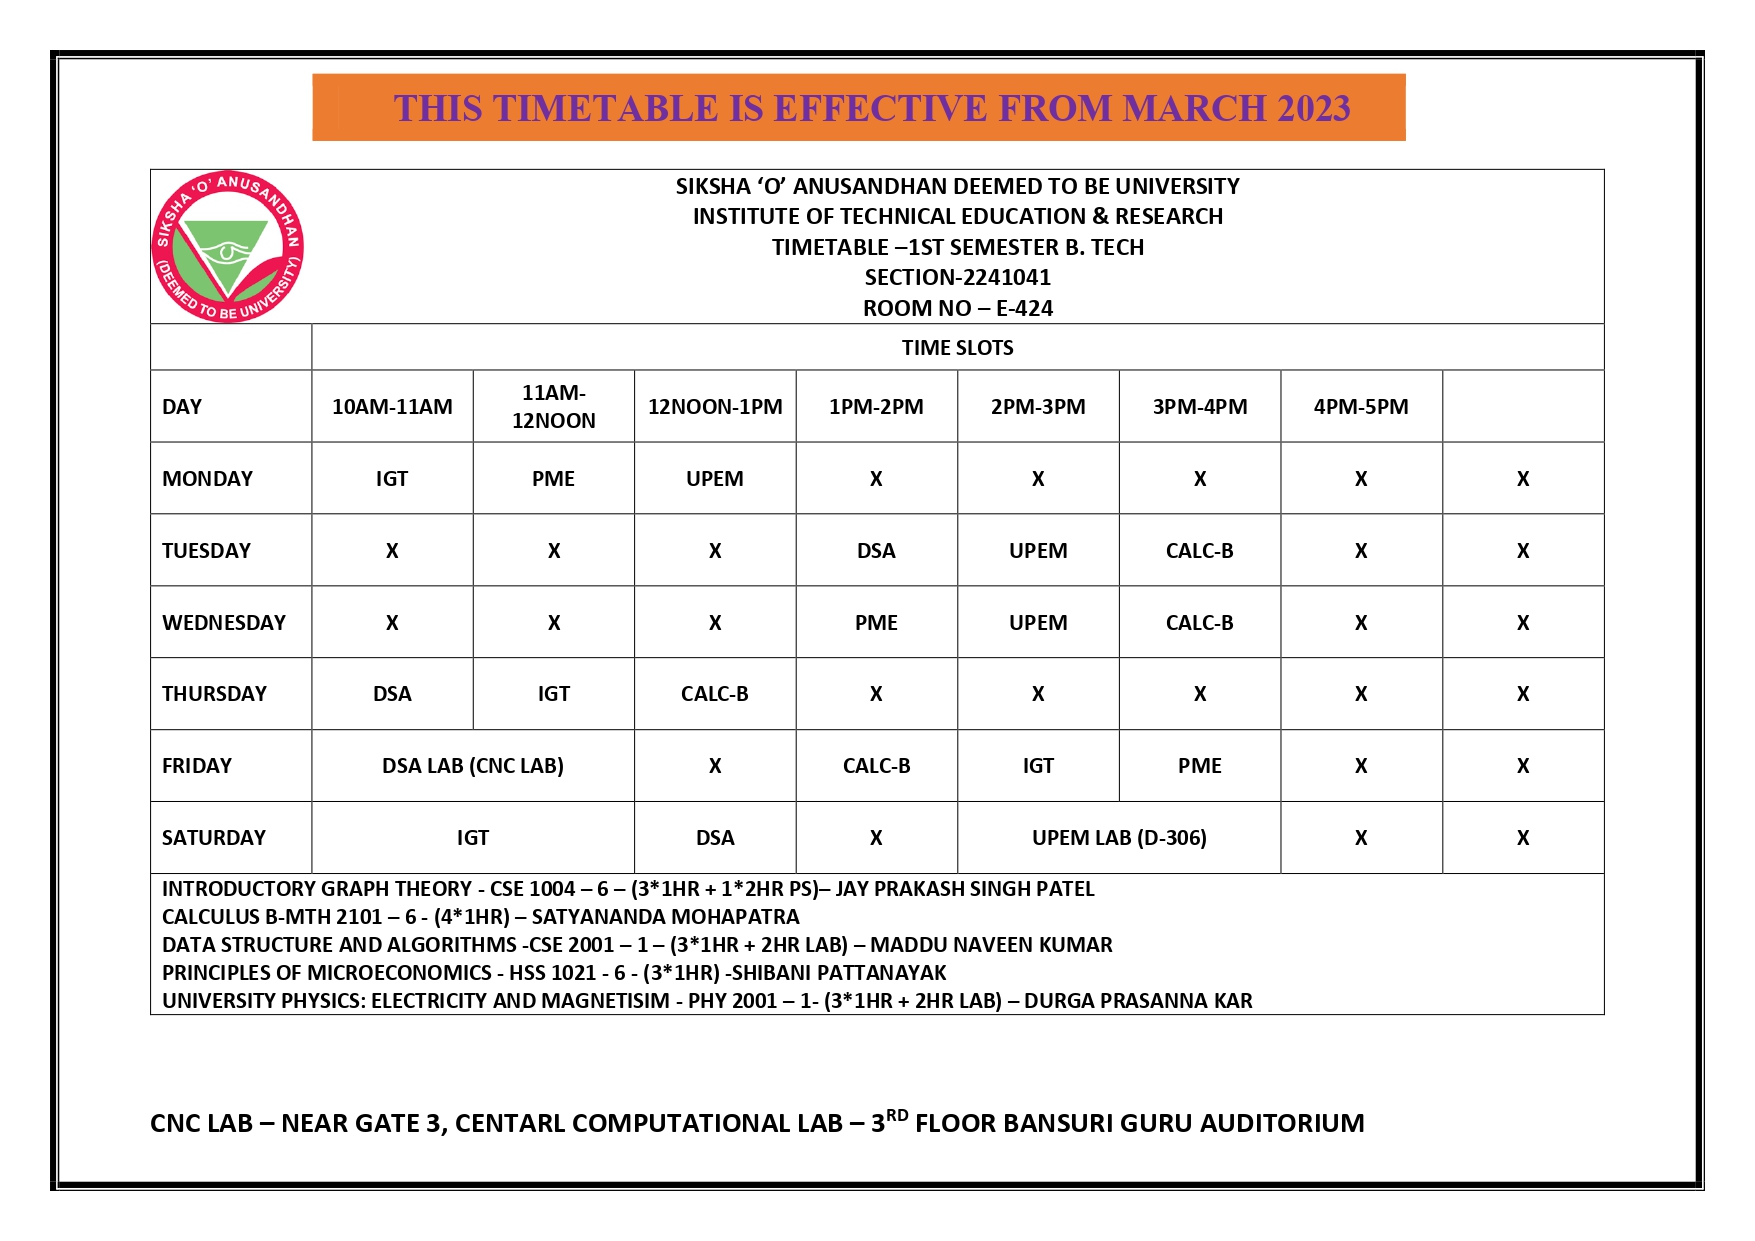 THIS TIMETABLE IS EFFECTIVE FROM MARCH 2023
SIKSHA 'O' ANUSANDHAN
(DEEMED TO BE UNIVERSITY)
SIKSHA ‘O’ ANUSANDHAN DEEMED TO BE UNIVERSITY
INSTITUTE OF TECHNICAL EDUCATION & RESEARCH
TIMETABLE –1ST SEMESTER B. TECH
SECTION-2241041
ROOM NO – E-424
TIME SLOTS
DAY 10AM-11AM 11AM-12NOON 12NOON-1PM 1PM-2PM 2PM-3PM 3PM-4PM 4PM-5PM
MONDAY IGT PME UPEM X X X X X
TUESDAY X X X DSA UPEM CALC-B X X
WEDNESDAY X X X PME UPEM CALC-B X X
THURSDAY DSA IGT CALC-B X X X X X
FRIDAY DSA LAB (CNC LAB) X CALC-B IGT PME X X
SATURDAY IGT DSA X UPEM LAB (D-306) X X
INTRODUCTORY GRAPH THEORY - CSE 1004 – 6 – (3*1HR + 1*2HR PS)– JAY PRAKASH SINGH PATEL
CALCULUS B-MTH 2101 – 6 - (4*1HR) – SATYANANDA MOHAPATRA
DATA STRUCTURE AND ALGORITHMS -CSE 2001 – 1 – (3*1HR + 2HR LAB) – MADDU NAVEEN KUMAR
PRINCIPLES OF MICROECONOMICS - HSS 1021 - 6 - (3*1HR) -SHIBANI PATTANAYAK
UNIVERSITY PHYSICS: ELECTRICITY AND MAGNETISIM - PHY 2001 – 1- (3*1HR + 2HR LAB) – DURGA PRASANNA KAR
CNC LAB – NEAR GATE 3, CENTARL COMPUTATIONAL LAB – 3RD FLOOR BANSURI GURU AUDITORIUM